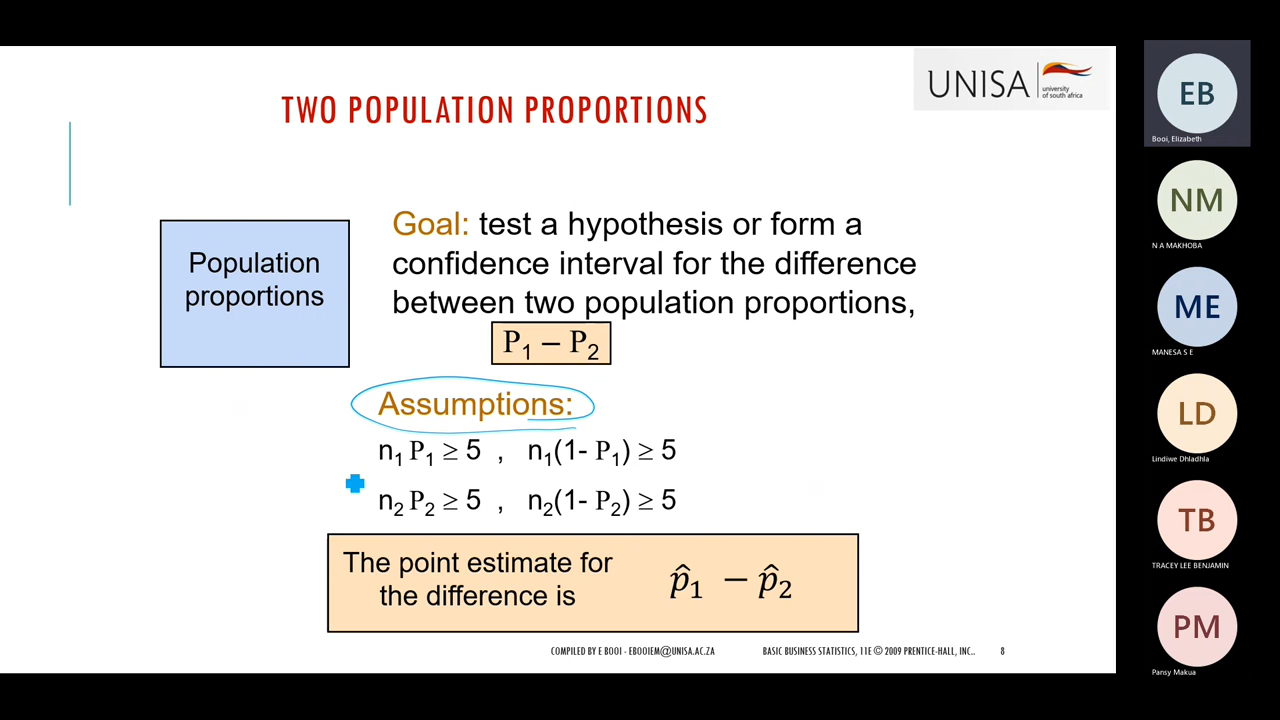 TWO POPULATION PROPORTIONS
UNISA
university
of south africa
Population
proportions
Goal: test a hypothesis or form a
confidence interval for the difference
between two population proportions,
P₁ – P₂
Assumptions:
n₁ P₁ ≥ 5 , n₁(1- P₁) ≥ 5
n₂ P₂ ≥ 5 , n₂(1- P₂) ≥ 5
The point estimate for
the difference is
p̂₁ − p̂₂
COMPILED BY E BOOI - EBOOIEM@UNISA.AC.ZA
BASIC BUSINESS STATISTICS, 11E © 2009 PRENTICE-HALL, INC..
8
EB
Booi, Elizabeth
NM
N A MAKHOBA
ME
MANESA S E
LD
Lindiwe Dhladhla
TB
TRACEY LEE BENJAMIN
PM
Pansy Makua